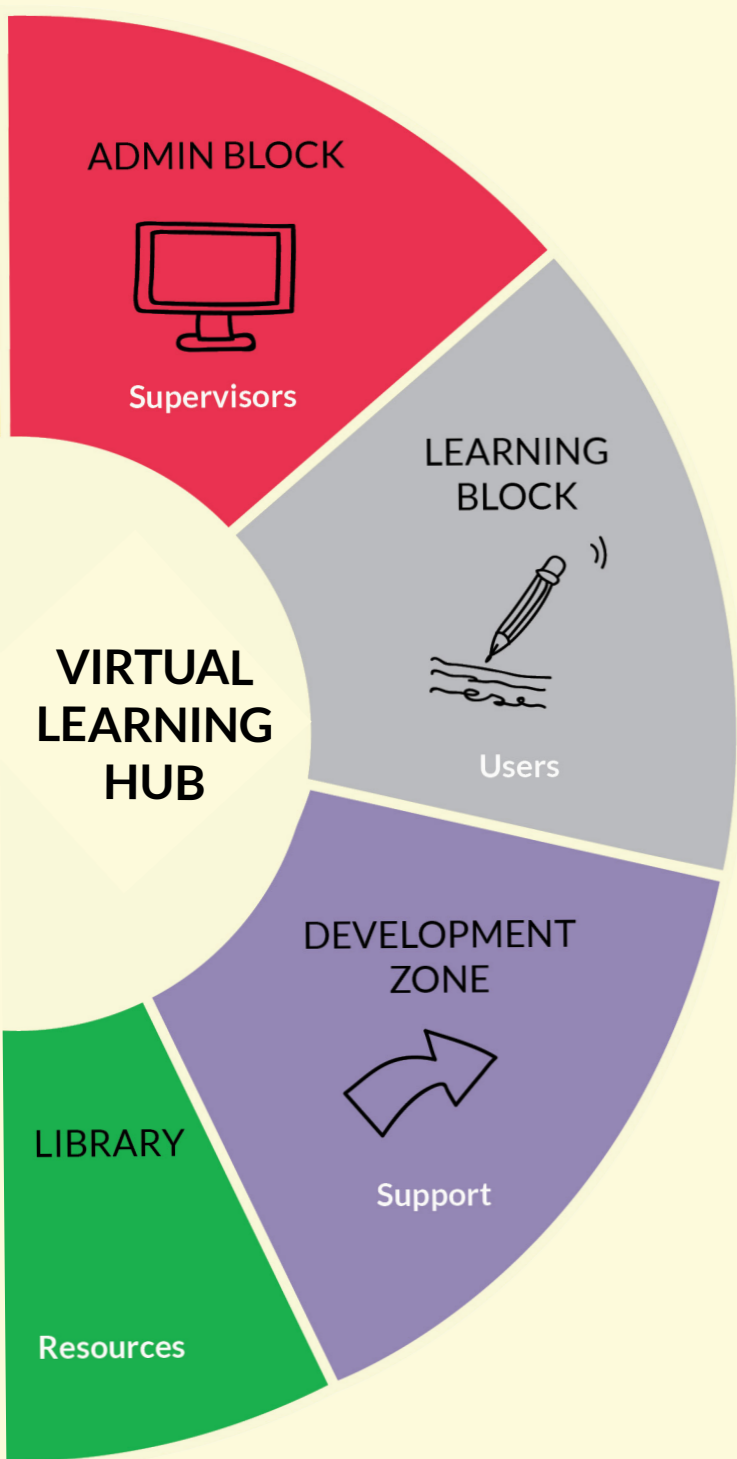 ADMIN BLOCK
Supervisors
LEARNING
BLOCK
Users
VIRTUAL
LEARNING
HUB
DEVELOPMENT
ZONE
Support
LIBRARY
Resources